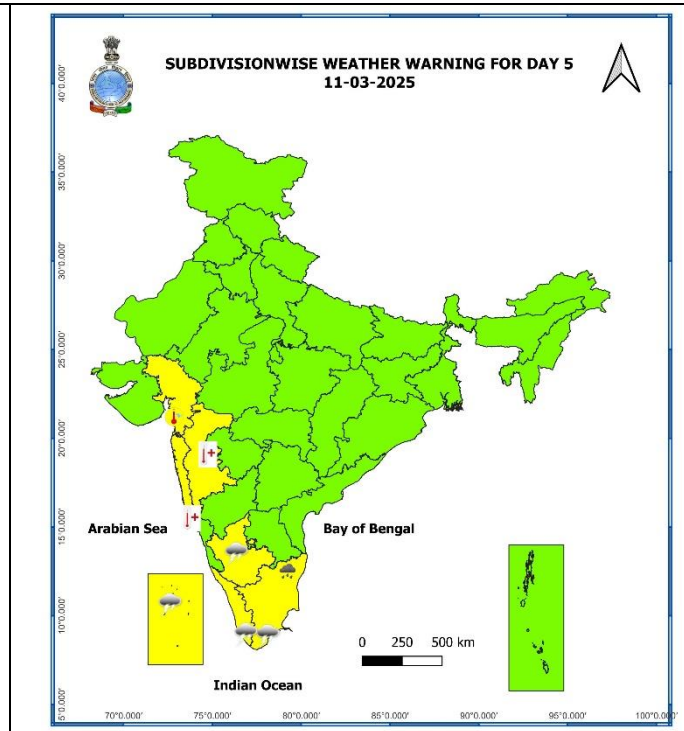 SUBDIVISIONWISE WEATHER WARNING FOR DAY 5
11-03-2025
40°0.000'
35°0.000'
30°0.000'
25°0.000'
20°0.000'
15°0.000'
10°0.000'
5°0.000'
Arabian Sea
Bay of Bengal
0 250 500 km
Indian Ocean
70°0.000' 75°0.000' 80°0.000' 85°0.000' 90°0.000' 95°0.000' 100°0.000'